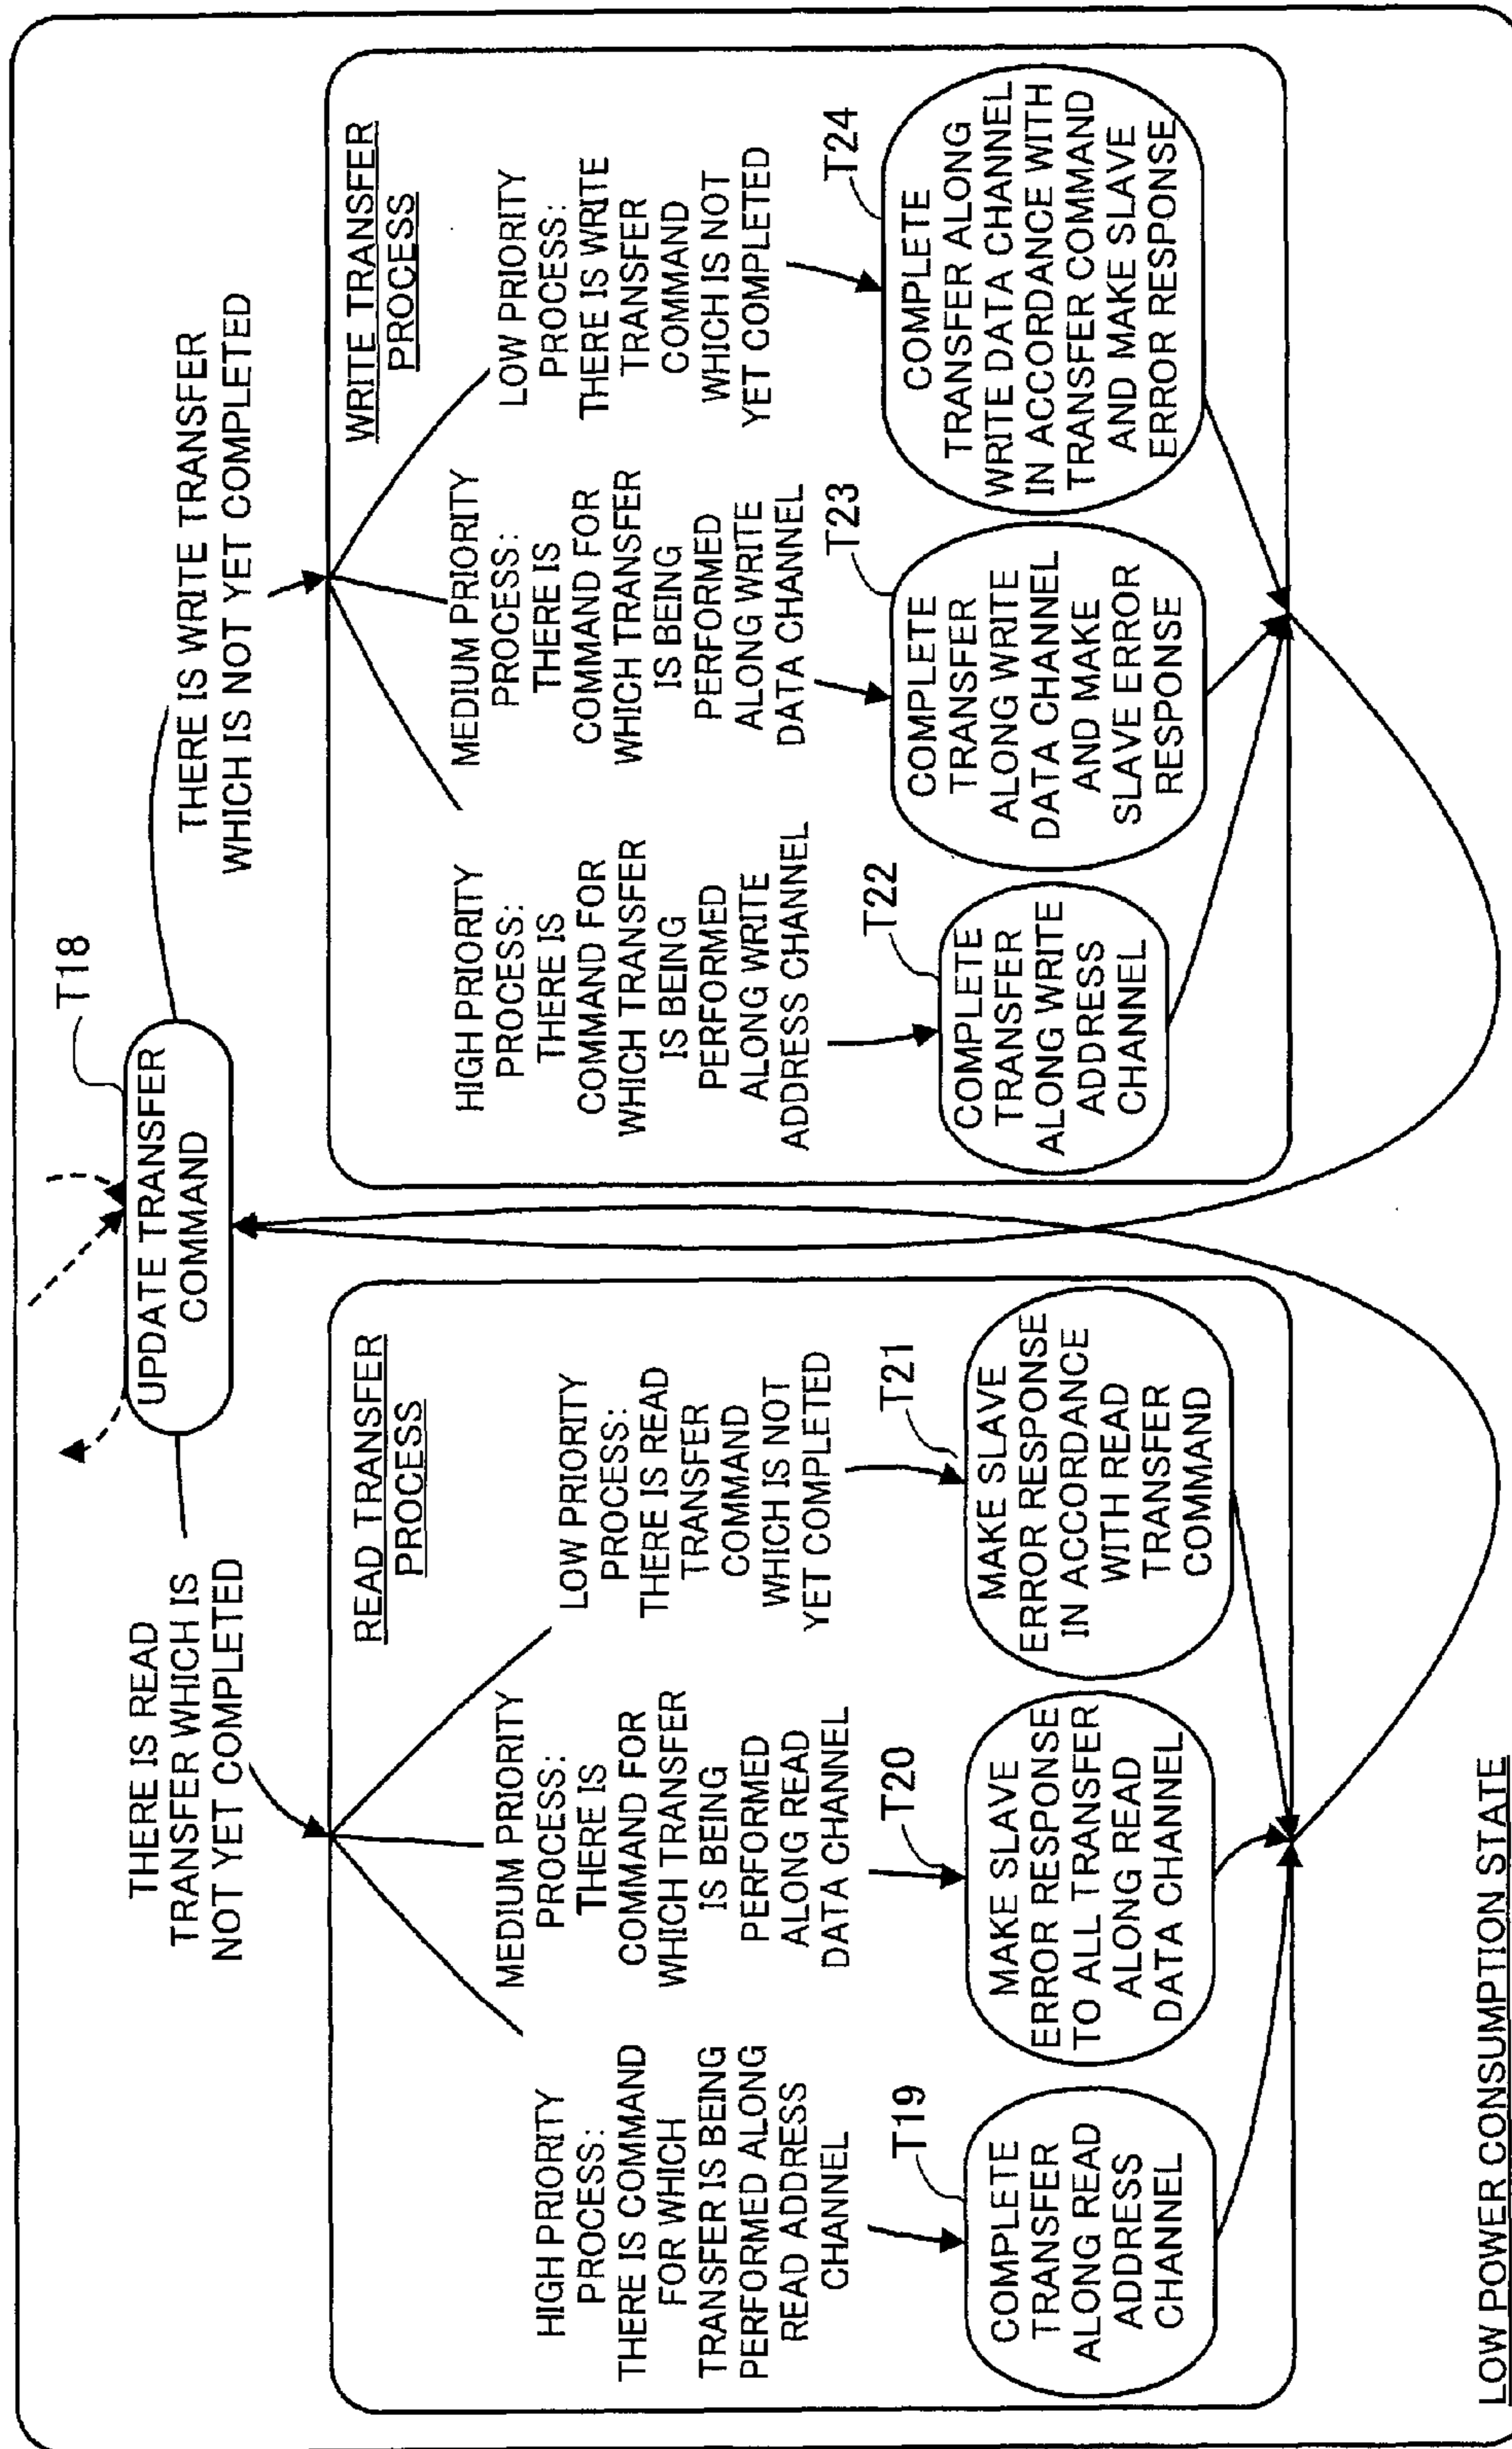 T18
UPDATE TRANSFER
COMMAND
THERE IS READ
TRANSFER WHICH IS
NOT YET COMPLETED
THERE IS WRITE TRANSFER
WHICH IS NOT YET COMPLETED
READ TRANSFER
PROCESS
HIGH PRIORITY
PROCESS:
THERE IS COMMAND
FOR WHICH
TRANSFER IS BEING
PERFORMED ALONG
READ ADDRESS
CHANNEL
MEDIUM PRIORITY
PROCESS:
THERE IS
COMMAND FOR
WHICH TRANSFER
IS BEING
PERFORMED
ALONG READ
DATA CHANNEL
LOW PRIORITY
PROCESS:
THERE IS READ
TRANSFER
COMMAND
WHICH IS NOT
YET COMPLETED
T19
COMPLETE
TRANSFER
ALONG READ
ADDRESS
CHANNEL
T20
MAKE SLAVE
ERROR RESPONSE
TO ALL TRANSFER
ALONG READ
DATA CHANNEL
T21
MAKE SLAVE
ERROR RESPONSE
IN ACCORDANCE
WITH READ
TRANSFER
COMMAND
WRITE TRANSFER
PROCESS
HIGH PRIORITY
PROCESS:
THERE IS
COMMAND FOR
WHICH TRANSFER
IS BEING
PERFORMED
ALONG WRITE
ADDRESS CHANNEL
MEDIUM PRIORITY
PROCESS:
THERE IS
COMMAND FOR
WHICH TRANSFER
IS BEING
PERFORMED
ALONG WRITE
DATA CHANNEL
LOW PRIORITY
PROCESS:
THERE IS WRITE
TRANSFER
COMMAND
WHICH IS NOT
YET COMPLETED
T22
COMPLETE
TRANSFER
ALONG WRITE
ADDRESS
CHANNEL
T23
COMPLETE
TRANSFER
ALONG WRITE
DATA CHANNEL
AND MAKE
SLAVE ERROR
RESPONSE
T24
COMPLETE
TRANSFER ALONG
WRITE DATA CHANNEL
IN ACCORDANCE WITH
TRANSFER COMMAND
AND MAKE SLAVE
ERROR RESPONSE
LOW POWER CONSUMPTION STATE